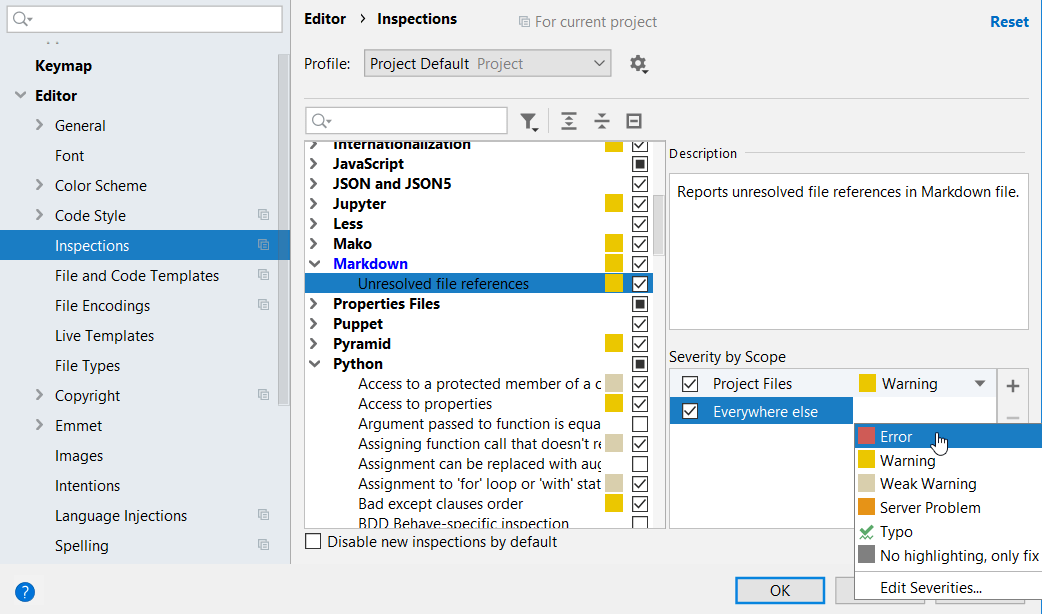 Editor › Inspections
For current project
Reset
Keymap
Editor
General
Font
Color Scheme
Code Style
Inspections
File and Code Templates
File Encodings
Live Templates
File Types
Copyright
Emmet
Images
Intentions
Language Injections
Spelling
?
Profile:
Project Default Project
Internationalization
JavaScript
JSON and JSON5
Jupyter
Less
Mako
Markdown
Unresolved file references
Properties Files
Puppet
Pyramid
Python
Access to a protected member of a c
Access to properties
Argument passed to function is equa
Assigning function call that doesn't re
Assignment can be replaced with aug
Assignment to 'for' loop or 'with' stat
Bad except clauses order
BDD Behave-specific inspection
Disable new inspections by default
Description
Reports unresolved file references in Markdown file.
Severity by Scope
Project Files Warning
Everywhere else
Error
Warning
Weak Warning
Server Problem
Typo
No highlighting, only fix
Edit Severities...
OK